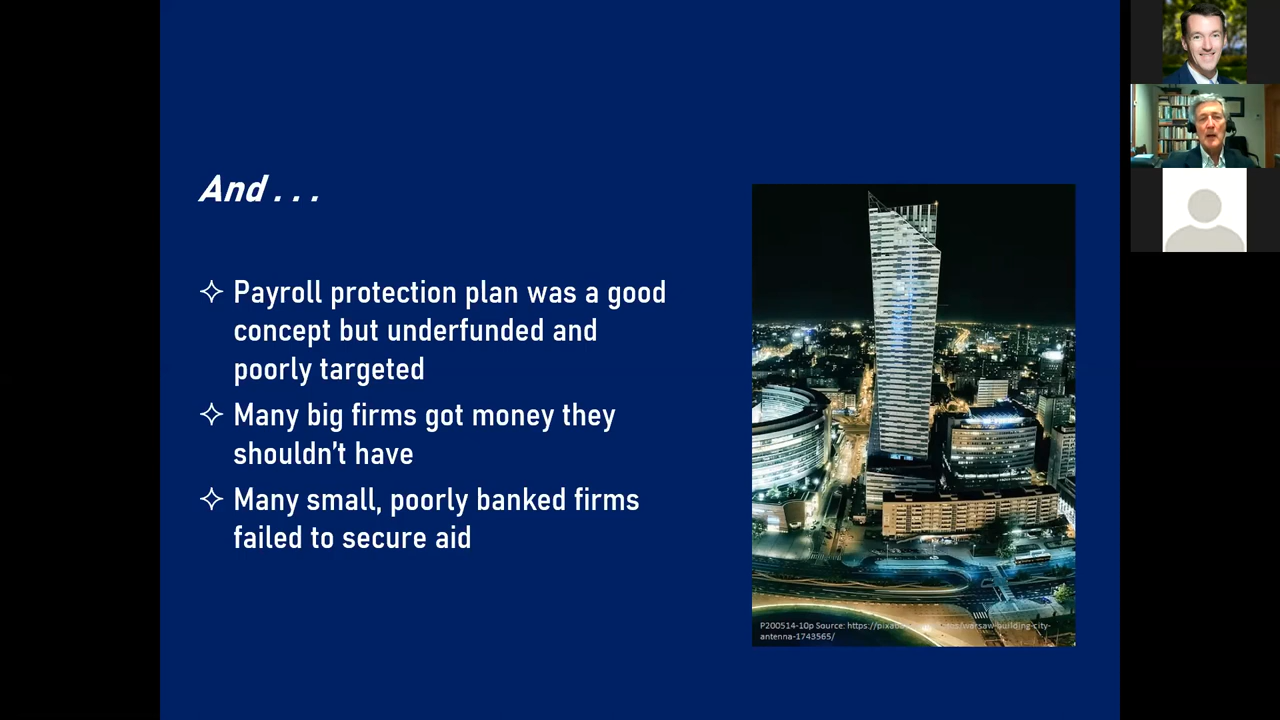 And . . .
✧ Payroll protection plan was a good
concept but underfunded and
poorly targeted
✧ Many big firms got money they
shouldn't have
✧ Many small, poorly banked firms
failed to secure aid
P200514-10p Source: https://pixaba
/warsaw-building-city-
antenna-1743565/